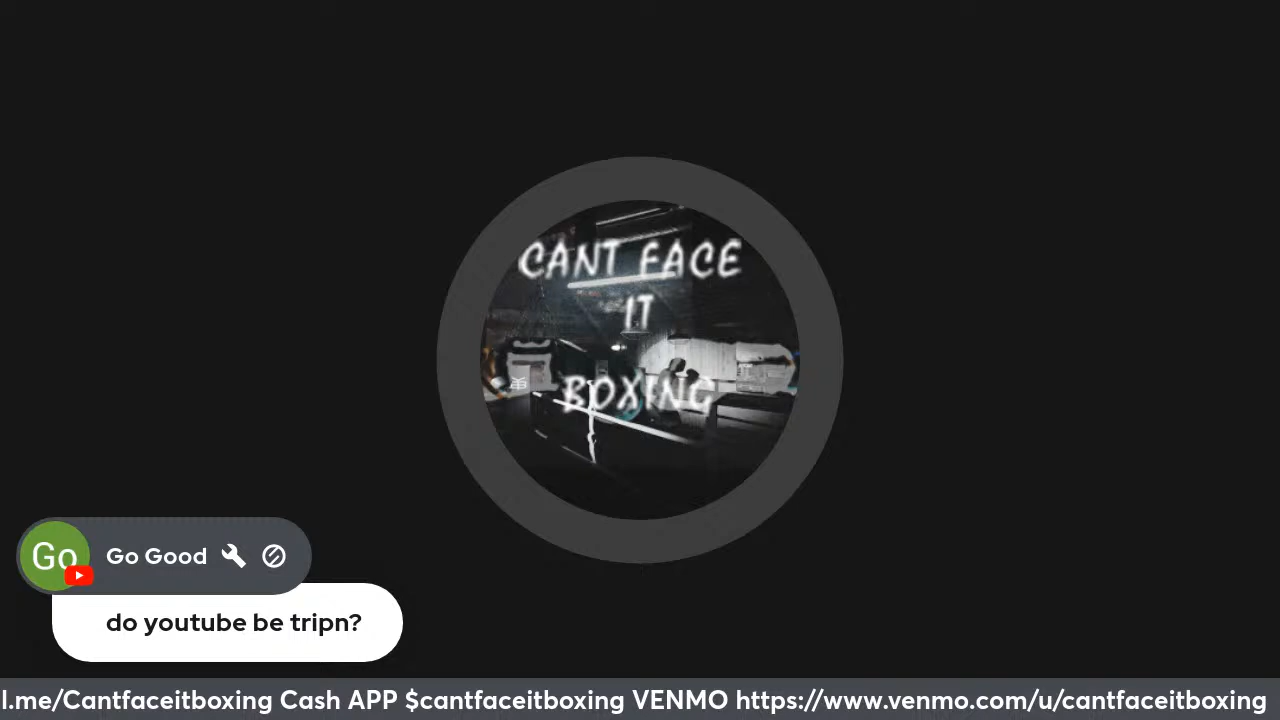 CANT FACE
IT
BOXING
Go
Go Good
do youtube be tripn?
l.me/Cantfaceitboxing Cash APP $cantfaceitboxing VENMO https://www.venmo.com/u/cantfaceitboxing